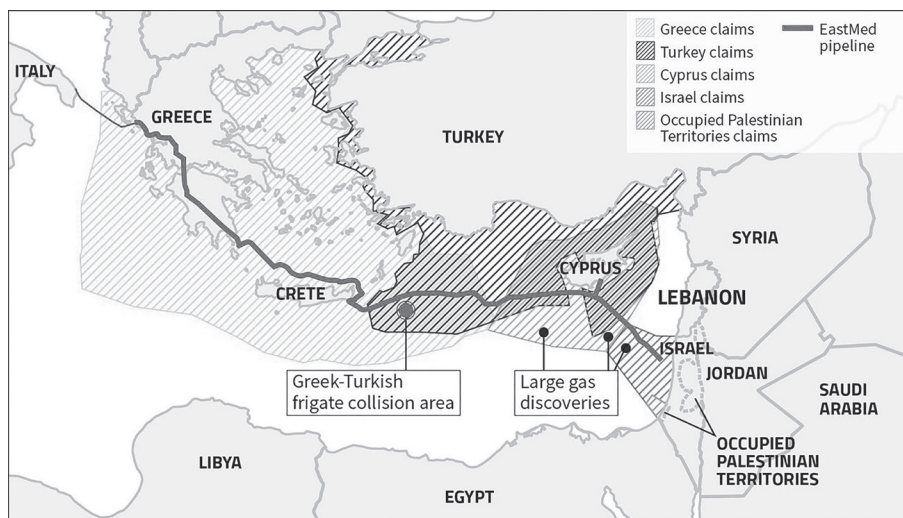 Greece claims
Turkey claims
Cyprus claims
Israel claims
Occupied Palestinian
Territories claims
EastMed
pipeline
ITALY
GREECE
TURKEY
SYRIA
CYPRUS
CRETE
LEBANON
ISRAEL
JORDAN
SAUDI
ARABIA
Greek-Turkish
frigate collision area
Large gas
discoveries
OCCUPIED
PALESTINIAN
TERRITORIES
LIBYA
EGYPT